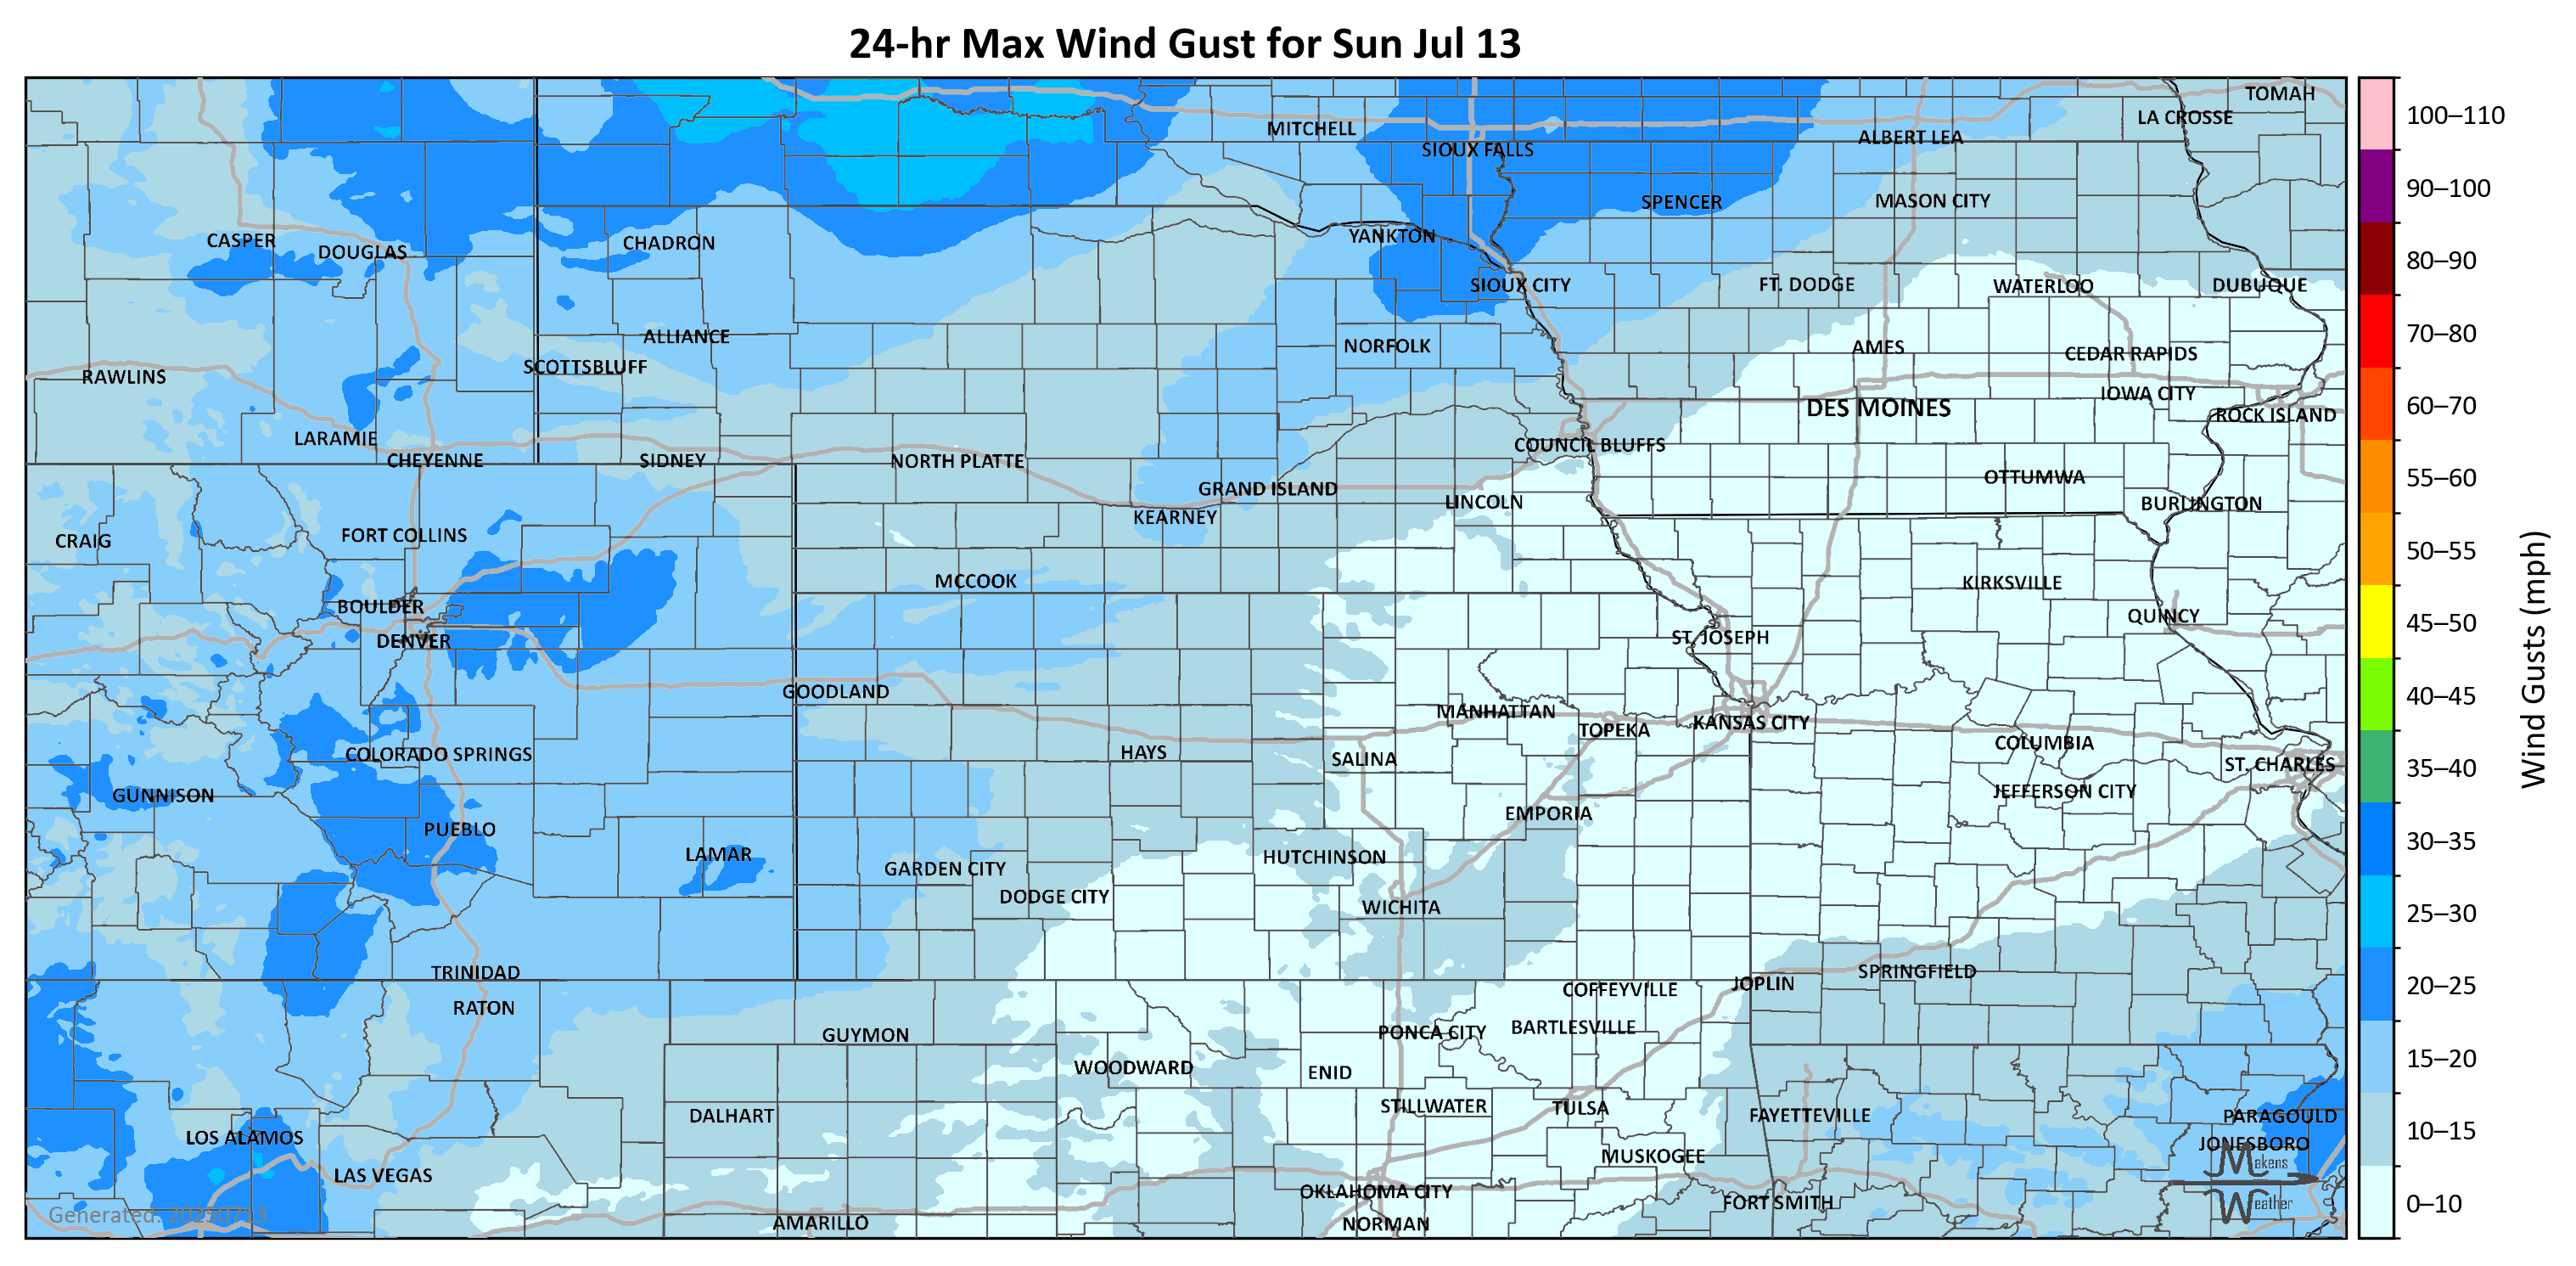 24-hr Max Wind Gust for Sun Jul 13
TOMAH
LA CROSSE
MITCHELL
ALBERT LEA
SIOUX FALLS
SPENCER
MASON CITY
CASPER
DOUGLAS
CHADRON
YANKTON
SIOUX CITY
FT. DODGE
WATERLOO
DUBUQUE
ALLIANCE
NORFOLK
AMES
CEDAR RAPIDS
SCOTTSBLUFF
RAWLINS
IOWA CITY
DES MOINES
ROCK ISLAND
LARAMIE
COUNCIL BLUFFS
CHEYENNE
SIDNEY
NORTH PLATTE
OTTUMWA
GRAND ISLAND
LINCOLN
BURLINGTON
KEARNEY
FORT COLLINS
CRAIG
MCCOOK
KIRKSVILLE
BOULDER
QUINCY
DENVER
ST. JOSEPH
GOODLAND
MANHATTAN
TOPEKA
KANSAS CITY
COLUMBIA
COLORADO SPRINGS
HAYS
SALINA
ST. CHARLES
GUNNISON
JEFFERSON CITY
EMPORIA
PUEBLO
LAMAR
HUTCHINSON
GARDEN CITY
DODGE CITY
WICHITA
TRINIDAD
SPRINGFIELD
JOPLIN
COFFEYVILLE
RATON
GUYMON
PONCA CITY
BARTLESVILLE
WOODWARD
ENID
DALHART
STILLWATER
TULSA
FAYETTEVILLE
PARAGOULD
LOS ALAMOS
JONESBORO
MUSKOGEE
LAS VEGAS
OKLAHOMA CITY
FORT SMITH
AMARILLO
NORMAN
Makens
Weather
Generated: 20250713
100–110
90–100
80–90
70–80
60–70
55–60
50–55
45–50
40–45
35–40
30–35
25–30
20–25
15–20
10–15
0–10
Wind Gusts (mph)